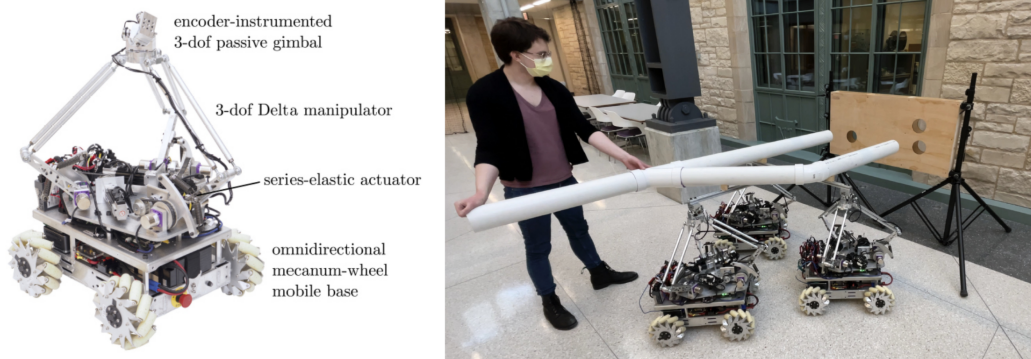 encoder-instrumented
3-dof passive gimbal
3-dof Delta manipulator
series-elastic actuator
omnidirectional
mecanum-wheel
mobile base